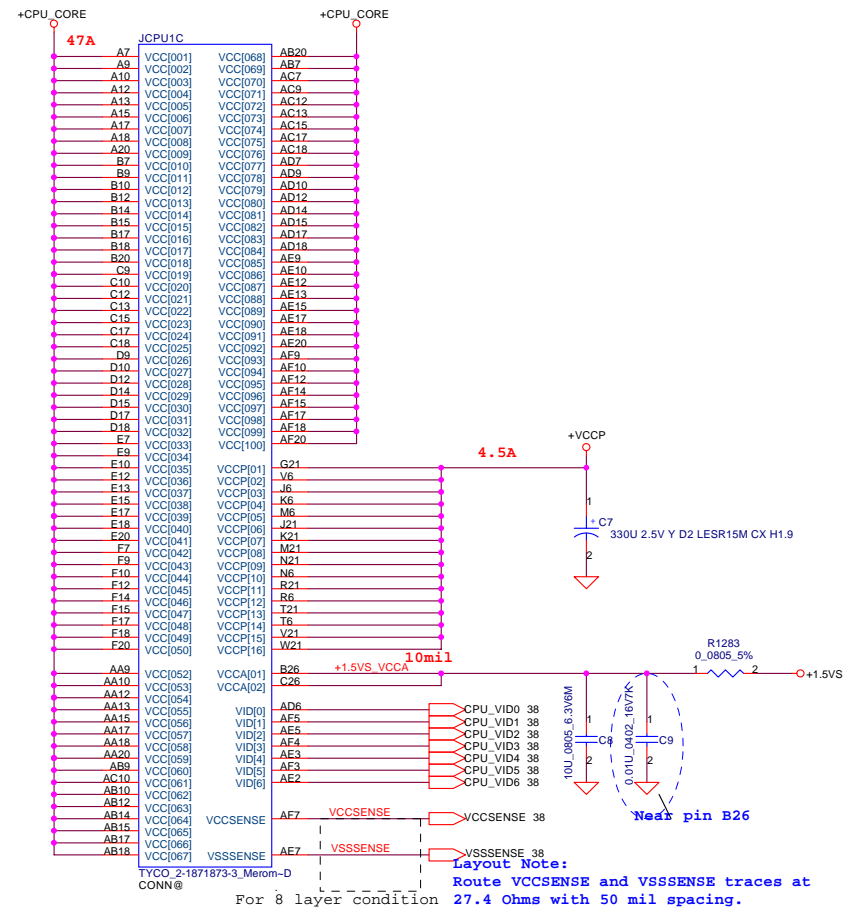 +CPU_CORE +CPU_CORE
47A
JCPU1C
A7 VCC[001] VCC[068] AB20
A9 VCC[002] VCC[069] AB7
A10 VCC[003] VCC[070] AC7
A12 VCC[004] VCC[071] AC9
A13 VCC[005] VCC[072] AC12
A15 VCC[006] VCC[073] AC13
A17 VCC[007] VCC[074] AC15
A18 VCC[008] VCC[075] AC17
A20 VCC[009] VCC[076] AC18
B7 VCC[010] VCC[077] AD7
B9 VCC[011] VCC[078] AD9
B10 VCC[012] VCC[079] AD10
B12 VCC[013] VCC[080] AD12
B14 VCC[014] VCC[081] AD14
B15 VCC[015] VCC[082] AD15
B17 VCC[016] VCC[083] AD17
B18 VCC[017] VCC[084] AD18
B20 VCC[018] VCC[085] AE9
C9 VCC[019] VCC[086] AE10
C10 VCC[020] VCC[087] AE12
C12 VCC[021] VCC[088] AE13
C13 VCC[022] VCC[089] AE15
C15 VCC[023] VCC[090] AE17
C17 VCC[024] VCC[091] AE18
C18 VCC[025] VCC[092] AE20
D9 VCC[026] VCC[093] AF9
D10 VCC[027] VCC[094] AF10
D12 VCC[028] VCC[095] AF12
D14 VCC[029] VCC[096] AF14
D15 VCC[030] VCC[097] AF15
D17 VCC[031] VCC[098] AF17
D18 VCC[032] VCC[099] AF18
E7 VCC[033] VCC[100] AF20
E9 VCC[034]
+VCCP
4.5A
E10 VCC[035] VCCP[01] G21
E12 VCC[036] VCCP[02] V6
E13 VCC[037] VCCP[03] J6
E15 VCC[038] VCCP[04] K6
E17 VCC[039] VCCP[05] M6
E18 VCC[040] VCCP[06] J21
E20 VCC[041] VCCP[07] K21
F7 VCC[042] VCCP[08] M21
F9 VCC[043] VCCP[09] N21
F10 VCC[044] VCCP[10] N6
F12 VCC[045] VCCP[11] R21
F14 VCC[046] VCCP[12] R6
F15 VCC[047] VCCP[13] T21
F17 VCC[048] VCCP[14] T6
F18 VCC[049] VCCP[15] V21
F20 VCC[050] VCCP[16] W21
1
+ C7
330U 2.5V Y D2 LESR15M CX H1.9
2
10mil
R1283
0_0805_5%
AA9 VCC[052] VCCA[01] B26 +1.5VS_VCCA 1 2 +1.5VS
AA10 VCC[053] VCCA[02] C26
AA12 VCC[054]
AA13 VCC[055] VID[0] AD6 CPU_VID0 38
AA15 VCC[056] VID[1] AF5 CPU_VID1 38
AA17 VCC[057] VID[2] AE5 CPU_VID2 38
AA18 VCC[058] VID[3] AF4 CPU_VID3 38
AA20 VCC[059] VID[4] AE3 CPU_VID4 38
AB9 VCC[060] VID[5] AF3 CPU_VID5 38
AC10 VCC[061] VID[6] AE2 CPU_VID6 38
AB10 VCC[062]
AB12 VCC[063]
AB14 VCC[064] VCCSENSE AF7 VCCSENSE VCCSENSE 38
AB15 VCC[065]
AB17 VCC[066]
AB18 VCC[067] VSSSENSE AE7 VSSSENSE VSSSENSE 38
10U_0805_6.3V6M
1
C8
2
0.01U_0402_16V7K
1
C9
2
Near pin B26
TYCO_2-1871873-3_Merom~D
CONN@
For 8 layer condition
Layout Note:
Route VCCSENSE and VSSSENSE traces at
27.4 Ohms with 50 mil spacing.